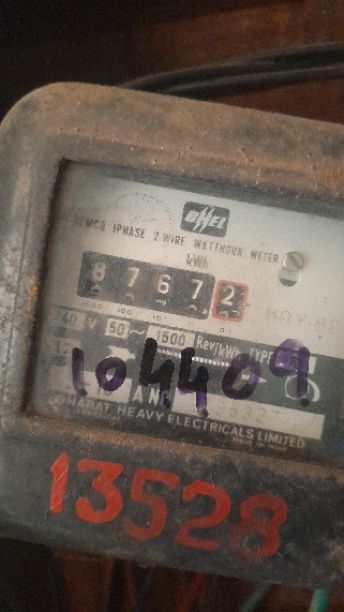 BHEL
1PHASE 2 WIRE WATTHOUR METER
kWh
8 7 6 7 2
V 50~ 1500 Rev/kWh TYPE
104409
HEAVY ELECTRICALS LIMITED
13528